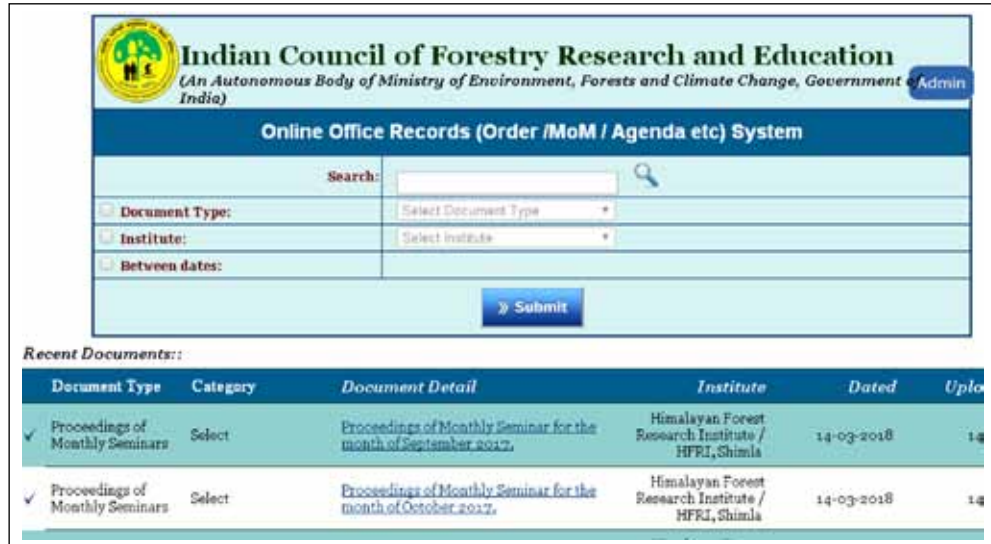 Indian Council of Forestry Research and Education
(An Autonomous Body of Ministry of Environment, Forests and Climate Change, Government of
India)
Admin
Online Office Records (Order /MoM / Agenda etc) System
Search:
Document Type: Select Document Type
Institute: Select Institute
Between dates:
» Submit
Recent Documents::
Document Type Category Document Detail Institute Dated Uplo
Proceedings of
Monthly Seminars
Select
Proceedings of Monthly Seminar for the
month of September 2017.
Himalayan Forest
Research Institute /
HFRI, Shimla
14-03-2018
14
Proceedings of
Monthly Seminars
Select
Proceedings of Monthly Seminar for the
month of October 2017.
Himalayan Forest
Research Institute /
HFRI, Shimla
14-03-2018
14